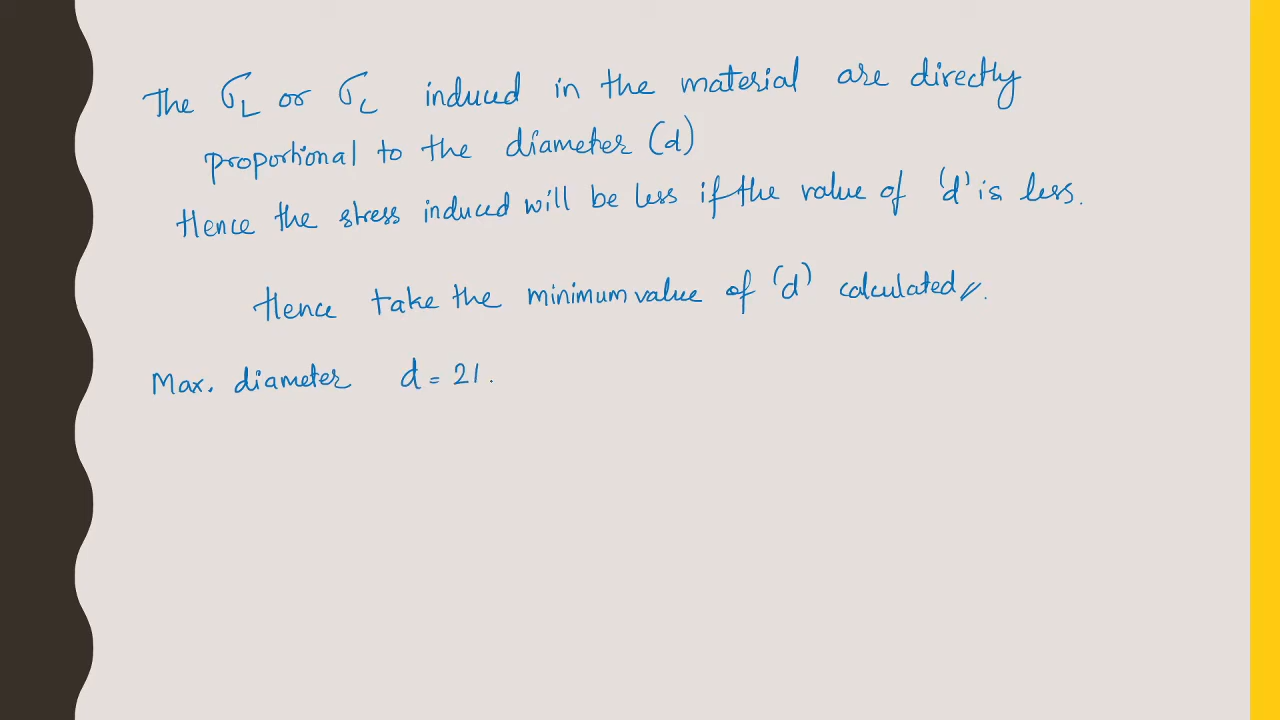 The σL or σc induced in the material are directly
proportional to the diameter (d)
Hence the stress induced will be less if the value of 'd' is less.
Hence take the minimum value of 'd' calculated //.
Max. diameter d = 21.